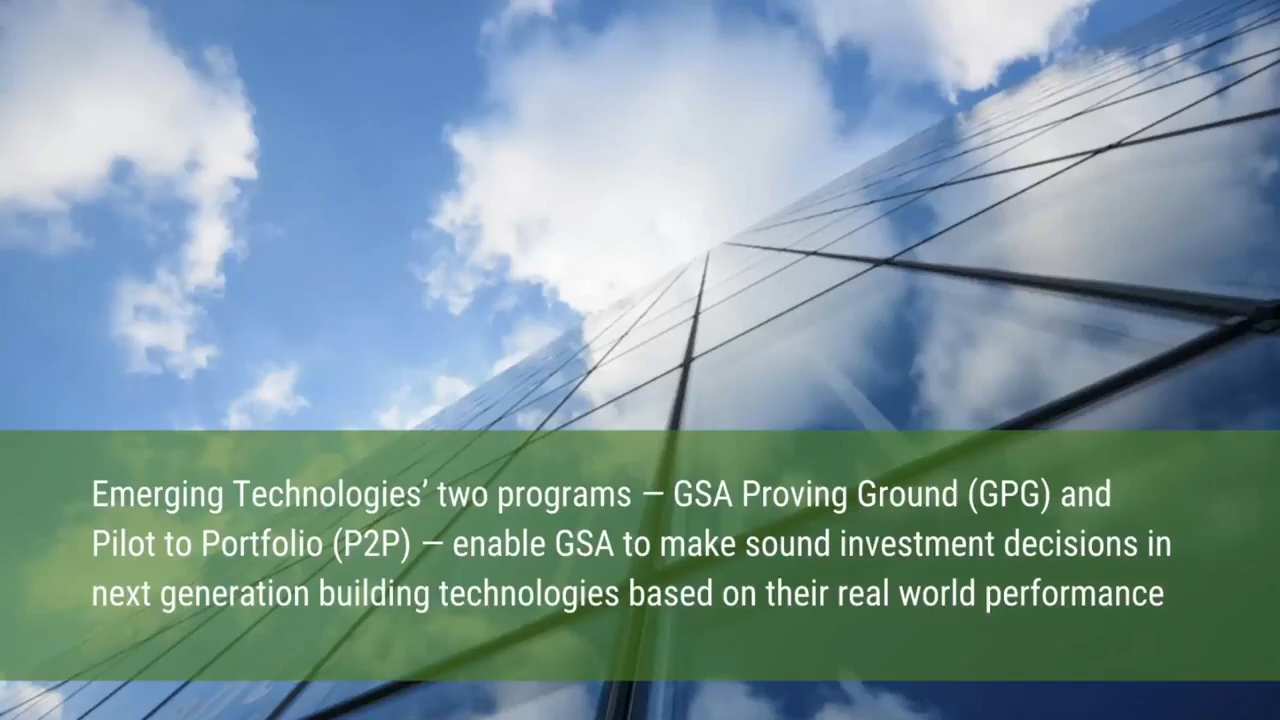 Emerging Technologies’ two programs — GSA Proving Ground (GPG) and
Pilot to Portfolio (P2P) — enable GSA to make sound investment decisions in
next generation building technologies based on their real world performance